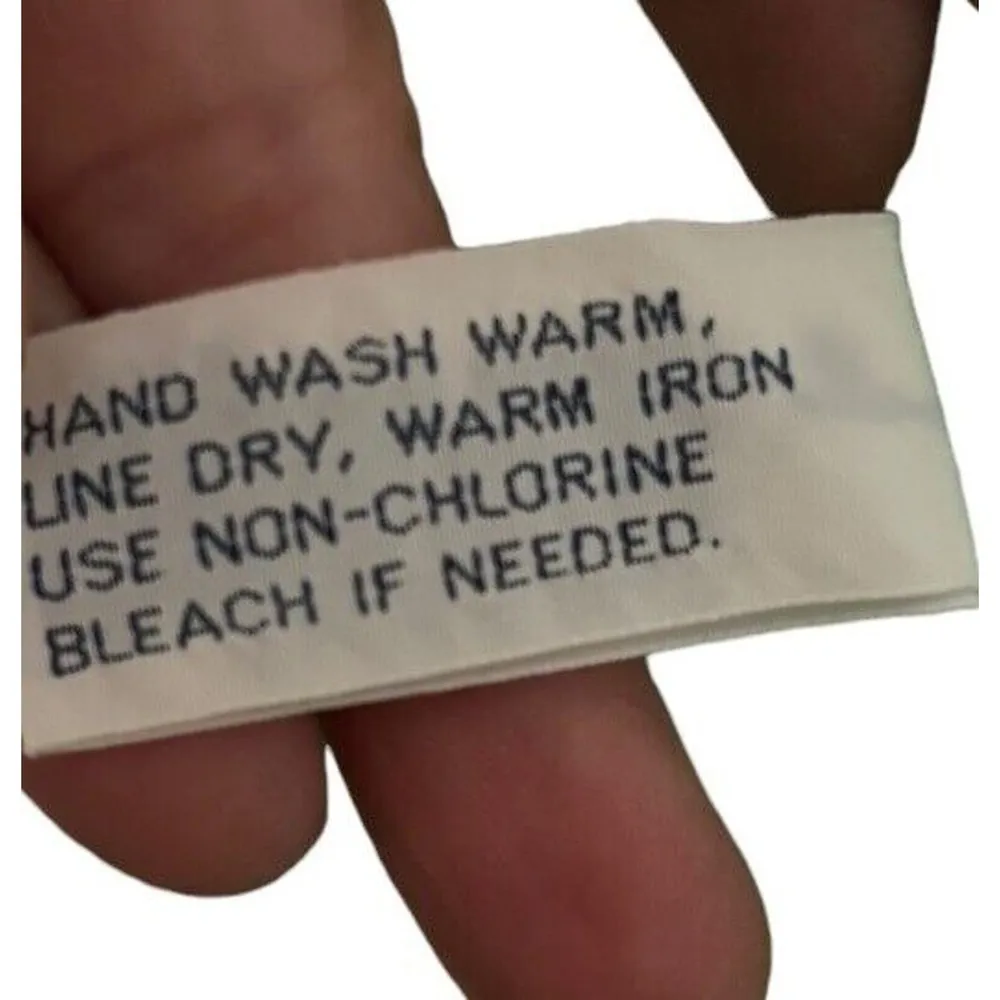 HAND WASH WARM,
LINE DRY, WARM IRON
USE NON-CHLORINE
BLEACH IF NEEDED.